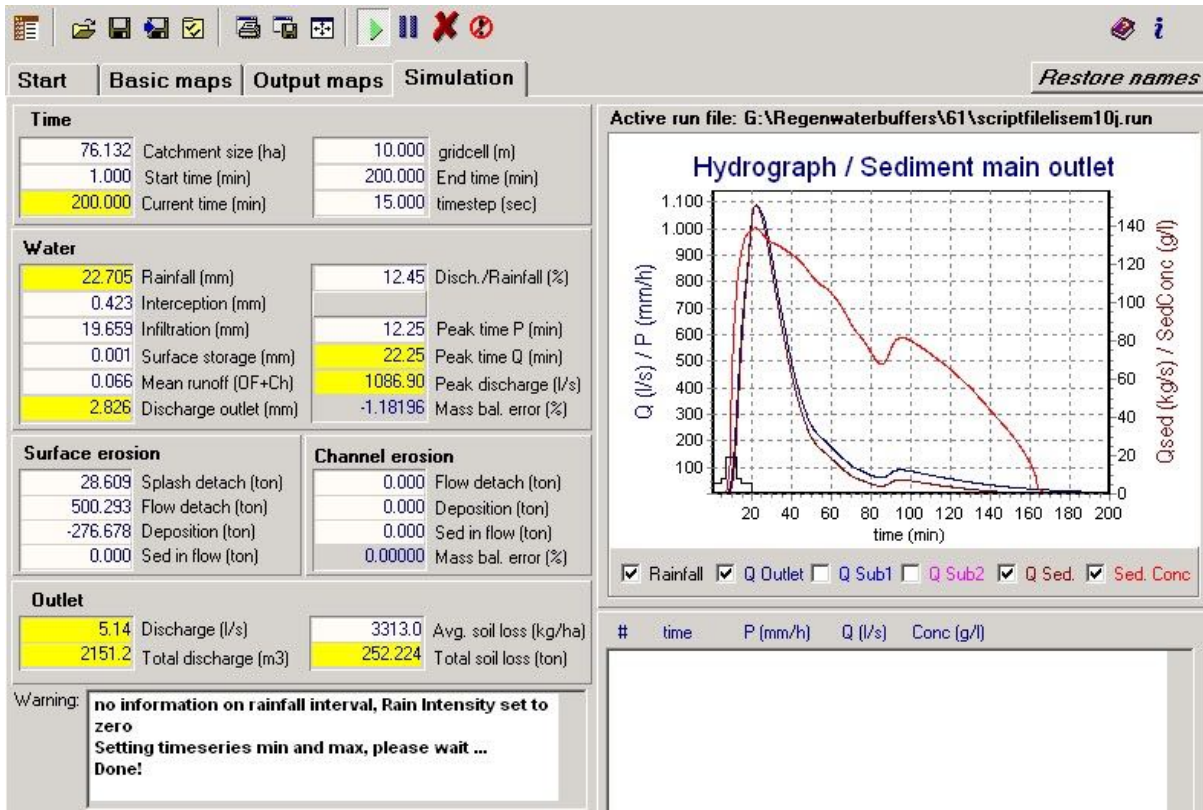 Start Basic maps Output maps Simulation Restore names
Time
76.132 Catchment size (ha) 10.000 gridcell (m)
1.000 Start time (min) 200.000 End time (min)
200.000 Current time (min) 15.000 timestep (sec)
Water
22.705 Rainfall (mm) 12.45 Disch./Rainfall (%)
0.423 Interception (mm)
19.659 Infiltration (mm) 12.25 Peak time P (min)
0.001 Surface storage (mm) 22.25 Peak time Q (min)
0.066 Mean runoff (OF+Ch) 1086.90 Peak discharge (l/s)
2.826 Discharge outlet (mm) -1.18196 Mass bal. error (%)
Surface erosion Channel erosion
28.609 Splash detach (ton) 0.000 Flow detach (ton)
500.293 Flow detach (ton) 0.000 Deposition (ton)
-276.678 Deposition (ton) 0.000 Sed in flow (ton)
0.000 Sed in flow (ton) 0.00000 Mass bal. error (%)
Outlet
5.14 Discharge (l/s) 3313.0 Avg. soil loss (kg/ha)
2151.2 Total discharge (m3) 252.224 Total soil loss (ton)
Warning:
no information on rainfall interval, Rain Intensity set to
zero
Setting timeseries min and max, please wait ...
Done!
Active run file: G:\Regenwaterbuffers\61\scriptfilelisem10j.run
Hydrograph / Sediment main outlet
Q (l/s) / P (mm/h)
1.100
1.000
900
800
700
600
500
400
300
200
100
140
120
100
80
60
40
20
0
Qsed (kg/s) / SedConc (g/l)
20 40 60 80 100 120 140 160 180 200
time (min)
Rainfall Q Outlet Q Sub1 Q Sub2 Q Sed. Sed. Conc
# time P (mm/h) Q (l/s) Conc (g/l)